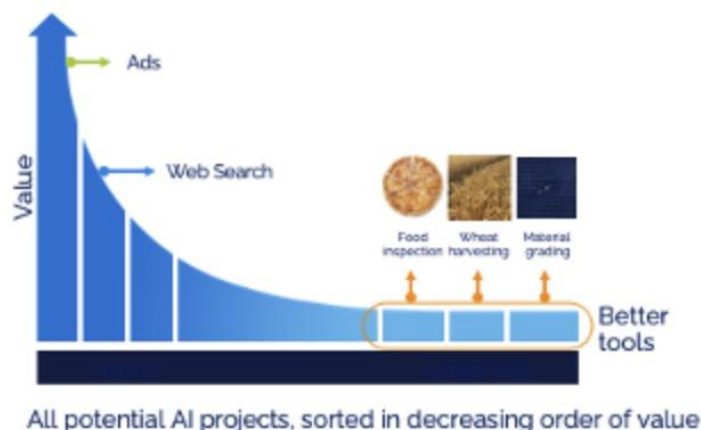 Ads
Web Search
Value
Food
inspection
Wheat
harvesting
Material
grading
Better
tools
All potential AI projects, sorted in decreasing order of value